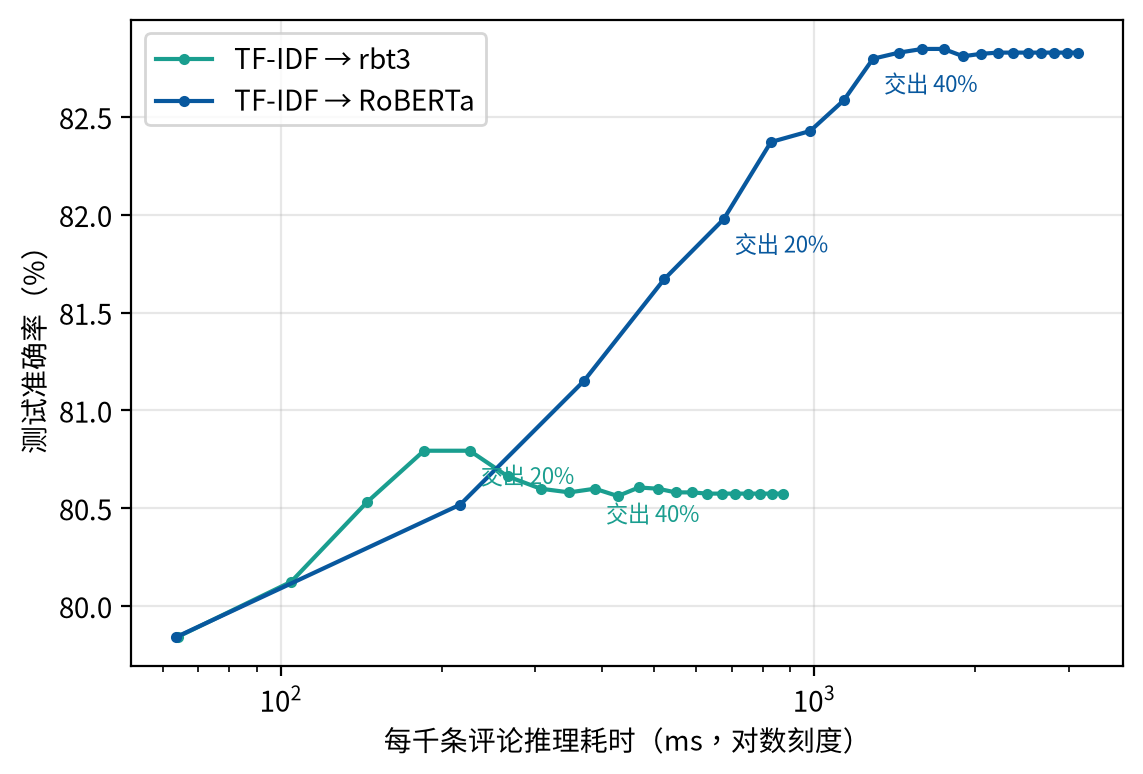 TF-IDF → rbt3
TF-IDF → RoBERTa
82.5
82.0
81.5
81.0
80.5
80.0
测试准确率（%）
交出 40%
交出 20%
交出 20%
交出 40%
10²
10³
每千条评论推理耗时（ms，对数刻度）